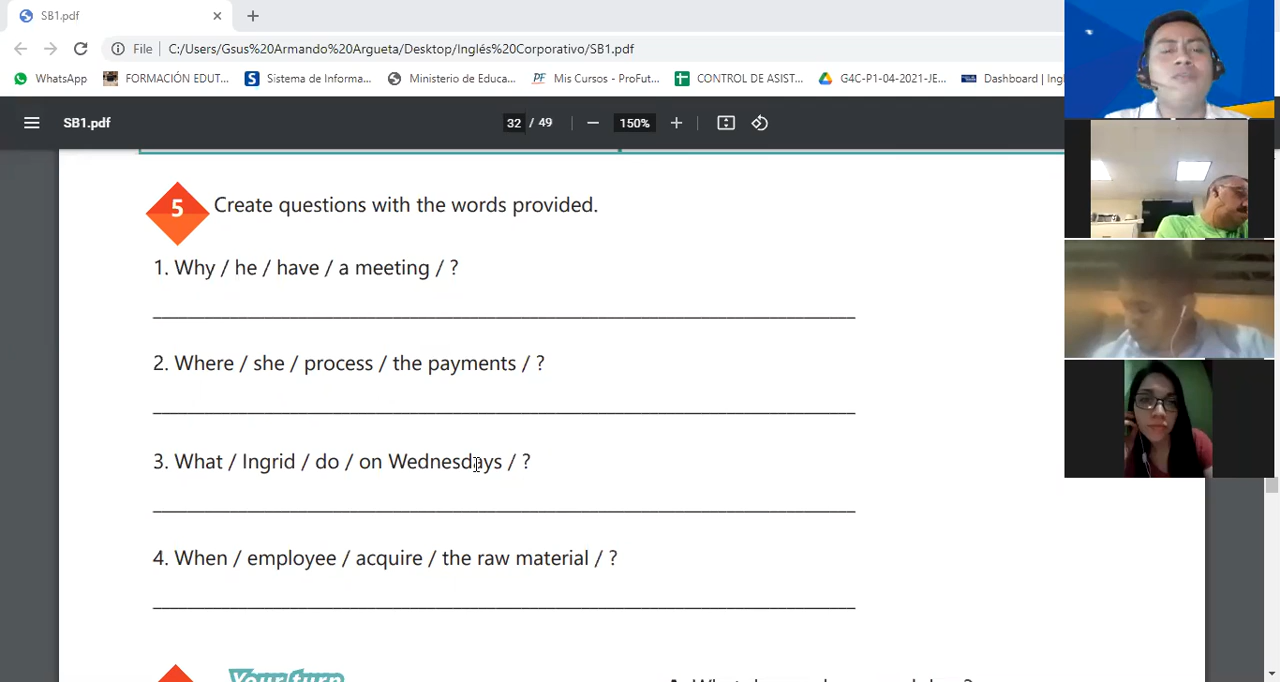 SB1.pdf
File C:/Users/Gsus%20Armando%20Argueta/Desktop/Inglés%20Corporativo/SB1.pdf
WhatsApp FORMACIÓN EDUT... Sistema de Informa... Ministerio de Educa... PF Mis Cursos - ProFut... CONTROL DE ASIST... G4C-P1-04-2021-JE... Dashboard | Ingl
SB1.pdf 32 / 49 150%
5 Create questions with the words provided.
1. Why / he / have / a meeting / ?
2. Where / she / process / the payments / ?
3. What / Ingrid / do / on Wednesdays / ?
4. When / employee / acquire / the raw material / ?
Your turn